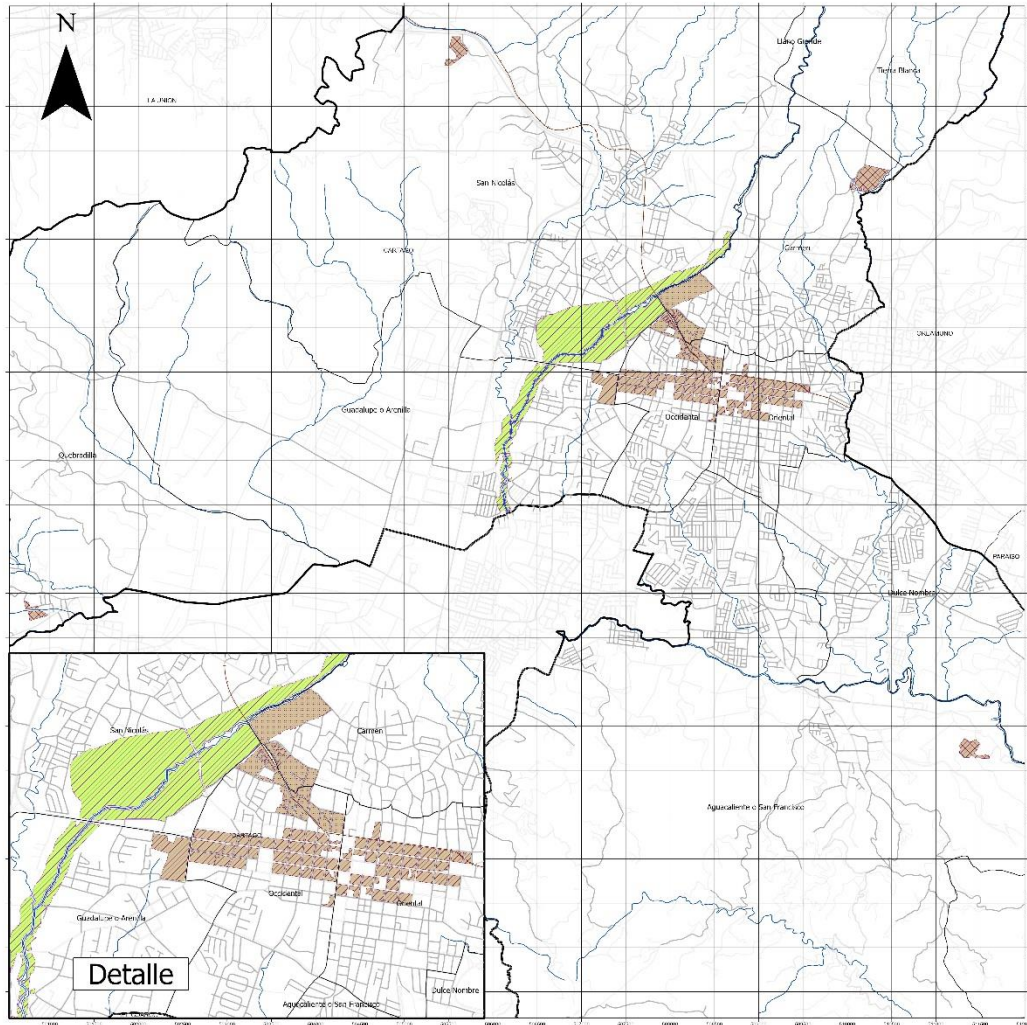 N
Llano Grande
Tierra Blanca
LA UNION
San Nicolás
CARTAGO
Carmen
OREAMUNO
Guadalupe o Arenilla
Occidental
Oriental
Quebradilla
PARAISO
Dulce Nombre
Aguacaliente o San Francisco
San Nicolás
Carmen
CARTAGO
Occidental
Oriental
Guadalupe o Arenilla
Detalle
Dulce Nombre
Aguacaliente o San Francisco